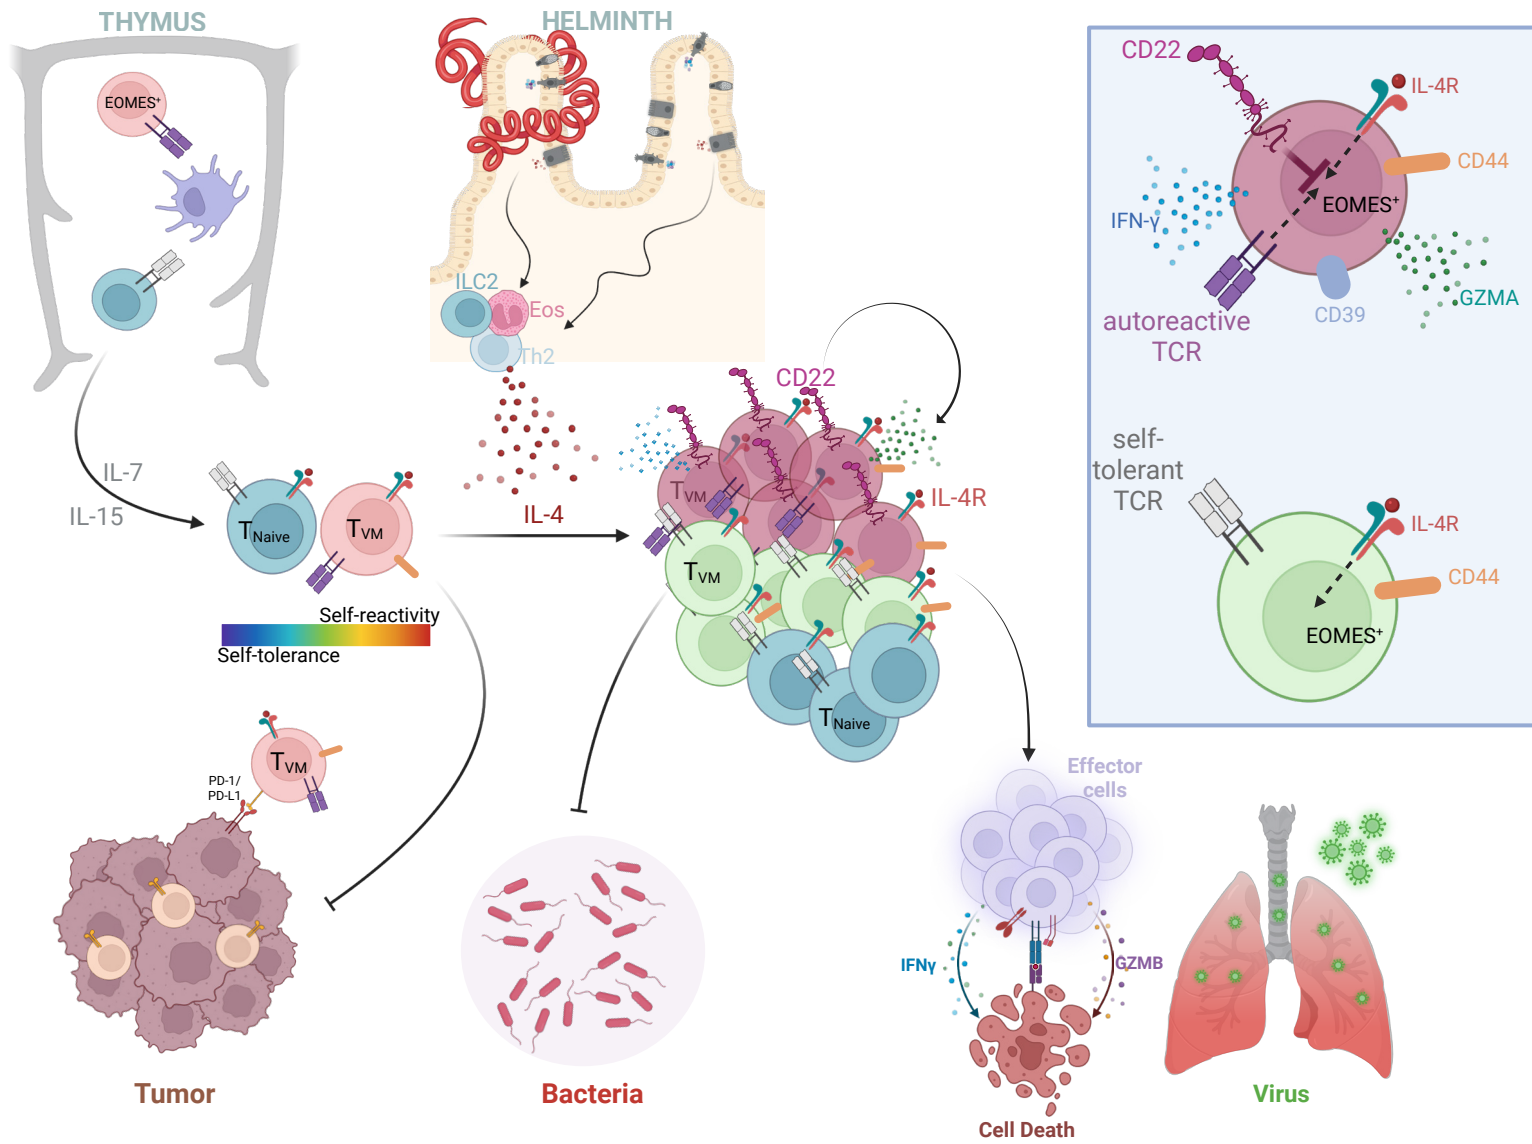 THYMUS
EOMES⁺
HELMINTH
ILC2
Eos
Th2
CD22
IL-4R
CD44
IFN-γ
EOMES⁺
GZMA
CD39
autoreactive
TCR
self-
tolerant
TCR
IL-4R
CD44
EOMES⁺
IL-7
IL-15
TNaive
TVM
IL-4
CD22
TVM
IL-4R
TVM
TNaive
Self-reactivity
Self-tolerance
TVM
PD-1/
PD-L1
Effector
cells
IFNγ
GZMB
Tumor
Bacteria
Cell Death
Virus